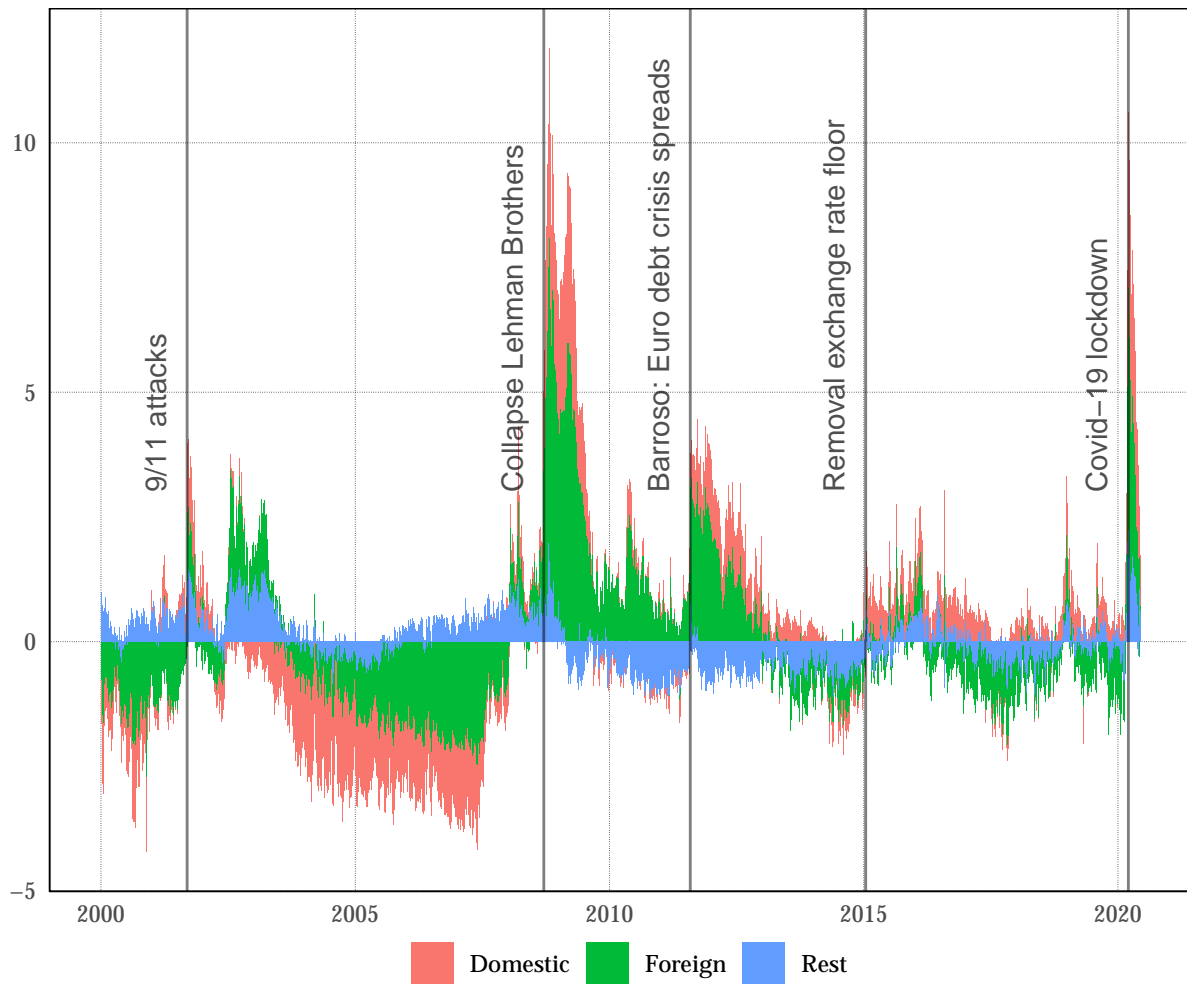 10
5
0
−5
9/11 attacks
Collapse Lehman Brothers
Barroso: Euro debt crisis spreads
Removal exchange rate floor
Covid−19 lockdown
2000 2005 2010 2015 2020
Domestic Foreign Rest